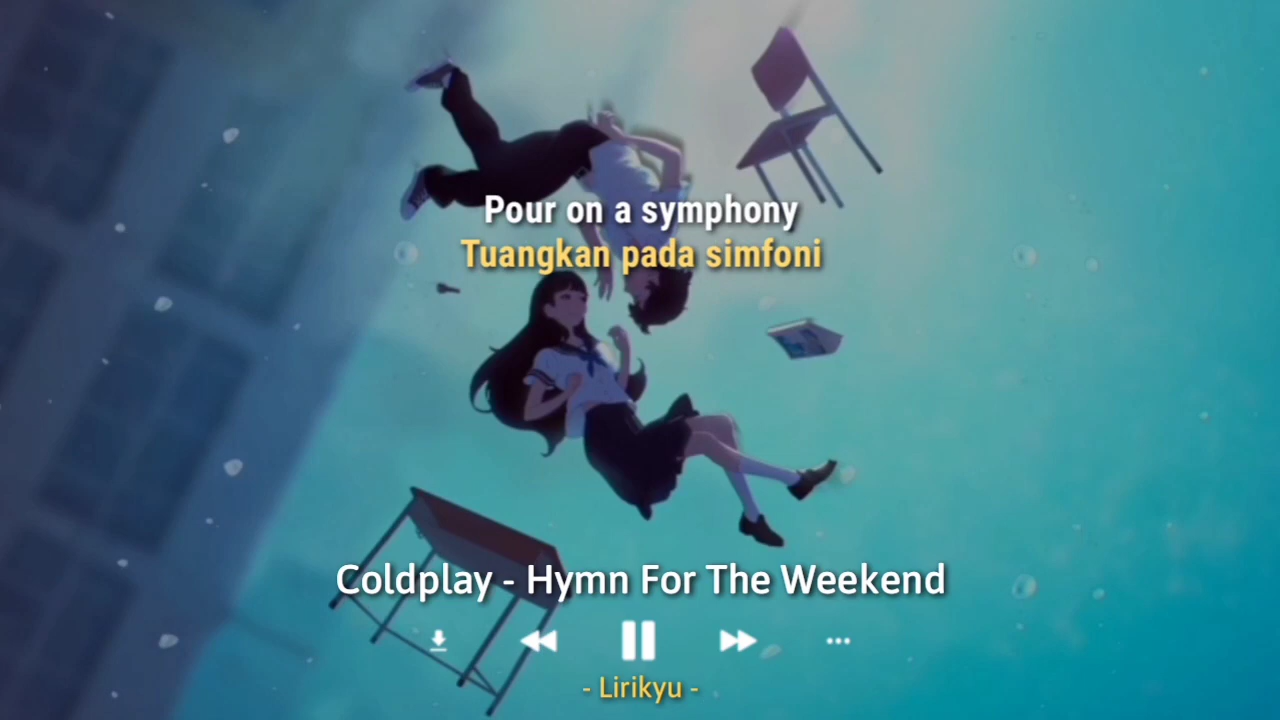 Pour on a symphony
Tuangkan pada simfoni
Coldplay - Hymn For The Weekend
- Lirikyu -